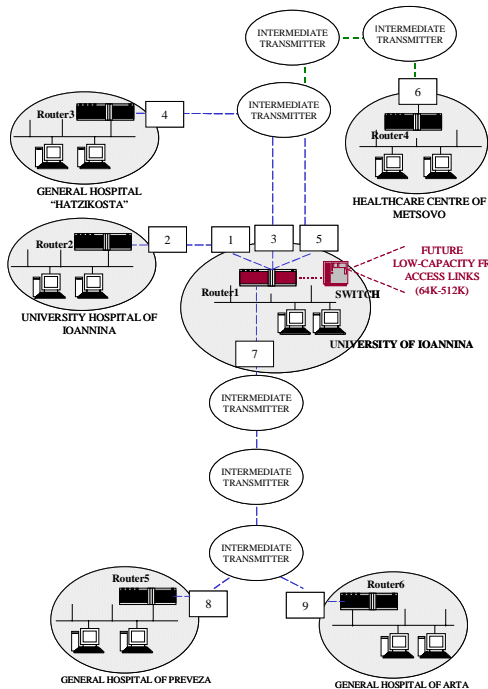 INTERMEDIATE
TRANSMITTER
INTERMEDIATE
TRANSMITTER
INTERMEDIATE
TRANSMITTER
6
Router3
4
Router4
GENERAL HOSPITAL
“HATZIKOSTA”
HEALTHCARE CENTRE OF
METSOVO
Router2
2
1
3
5
FUTURE
LOW-CAPACITY FR
ACCESS LINKS
(64K-512K)
Router1
SWITCH
UNIVERSITY HOSPITAL OF
IOANNINA
UNIVERSITY OF IOANNINA
7
INTERMEDIATE
TRANSMITTER
INTERMEDIATE
TRANSMITTER
INTERMEDIATE
TRANSMITTER
Router5
8
9
Router6
GENERAL HOSPITAL OF PREVEZA
GENERAL HOSPITAL OF ARTA